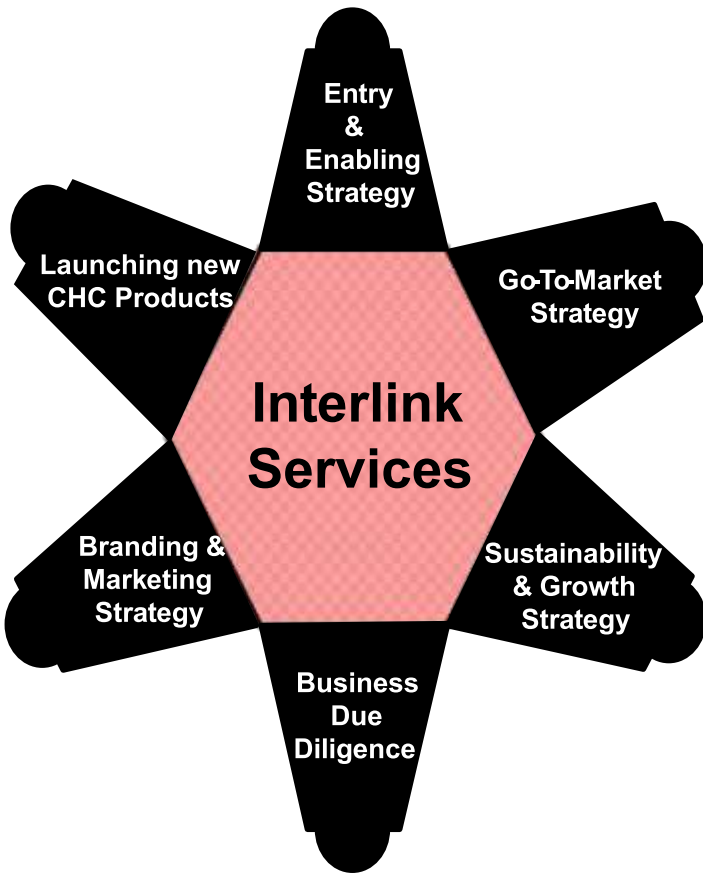 Entry
&
Enabling
Strategy
Go-To-Market
Strategy
Sustainability
& Growth
Strategy
Business
Due
Diligence
Branding &
Marketing
Strategy
Launching new
CHC Products
Interlink
Services